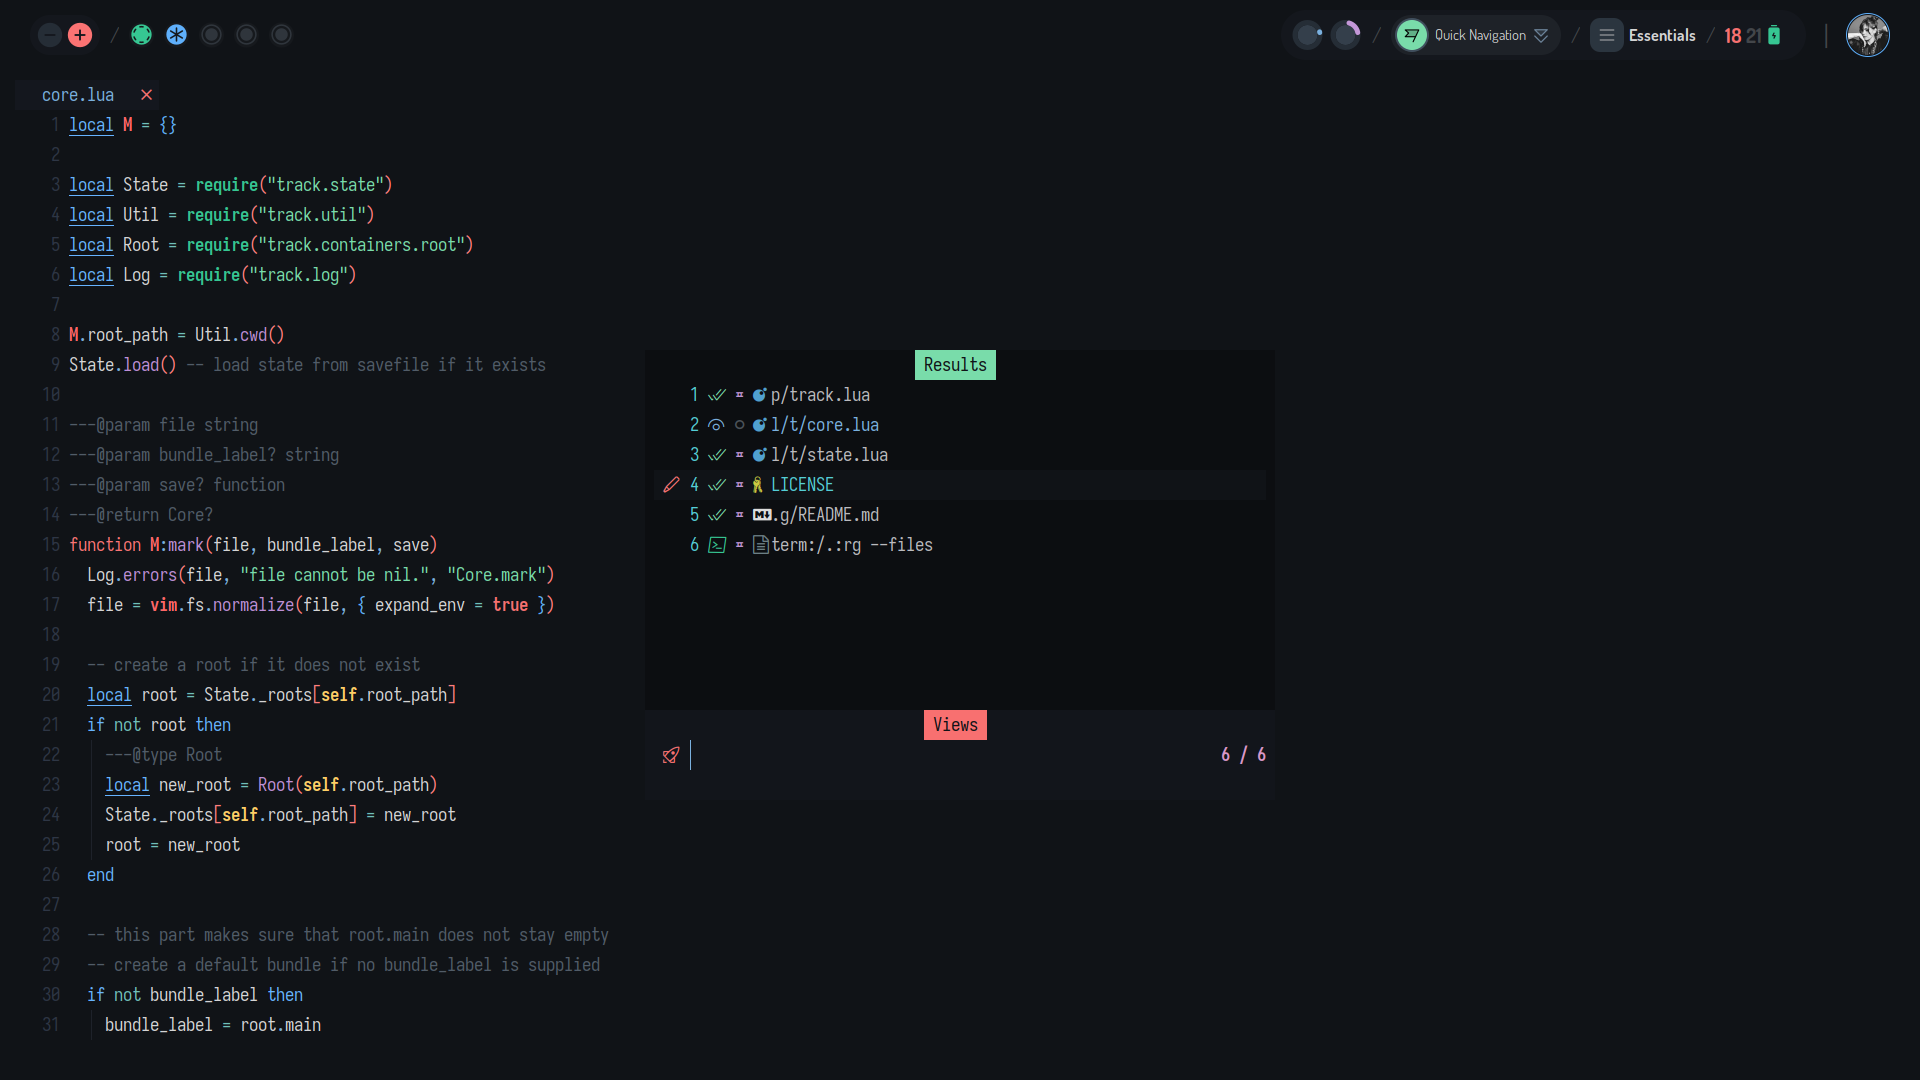 / / Quick Navigation / Essentials / 18 21 |
core.lua ✕
1 local M = {}
2
3 local State = require("track.state")
4 local Util = require("track.util")
5 local Root = require("track.containers.root")
6 local Log = require("track.log")
7
8 M.root_path = Util.cwd()
9 State.load() -- load state from savefile if it exists
10
11 ---@param file string
12 ---@param bundle_label? string
13 ---@param save? function
14 ---@return Core?
15 function M:mark(file, bundle_label, save)
16 Log.errors(file, "file cannot be nil.", "Core.mark")
17 file = vim.fs.normalize(file, { expand_env = true })
18
19 -- create a root if it does not exist
20 local root = State._roots[self.root_path]
21 if not root then
22 ---@type Root
23 local new_root = Root(self.root_path)
24 State._roots[self.root_path] = new_root
25 root = new_root
26 end
27
28 -- this part makes sure that root.main does not stay empty
29 -- create a default bundle if no bundle_label is supplied
30 if not bundle_label then
31 bundle_label = root.main
Results
1 p/track.lua
2 l/t/core.lua
3 l/t/state.lua
4 LICENSE
5 .g/README.md
6 term:/.:rg --files
Views
6 / 6